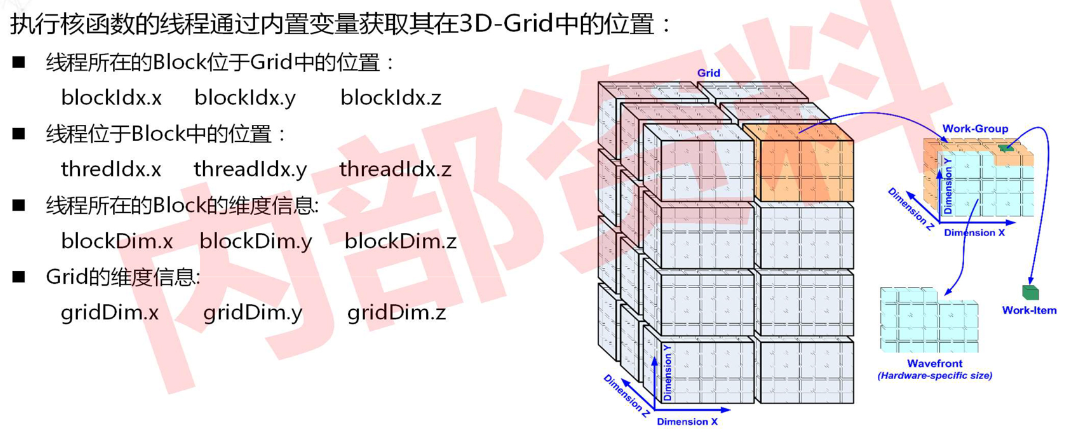 执行核函数的线程通过内置变量获取其在3D-Grid中的位置：
■ 线程所在的Block位于Grid中的位置：
blockIdx.x blockIdx.y blockIdx.z
■ 线程位于Block中的位置：
thredIdx.x threadIdx.y threadIdx.z
■ 线程所在的Block的维度信息:
blockDim.x blockDim.y blockDim.z
■ Grid的维度信息:
gridDim.x gridDim.y gridDim.z
Grid
Dimension Y
Dimension Z
Dimension X
Work-Group
Dimension Y
Dimension Z
Dimension X
Work-Item
Wavefront
(Hardware-specific size)
内部资料